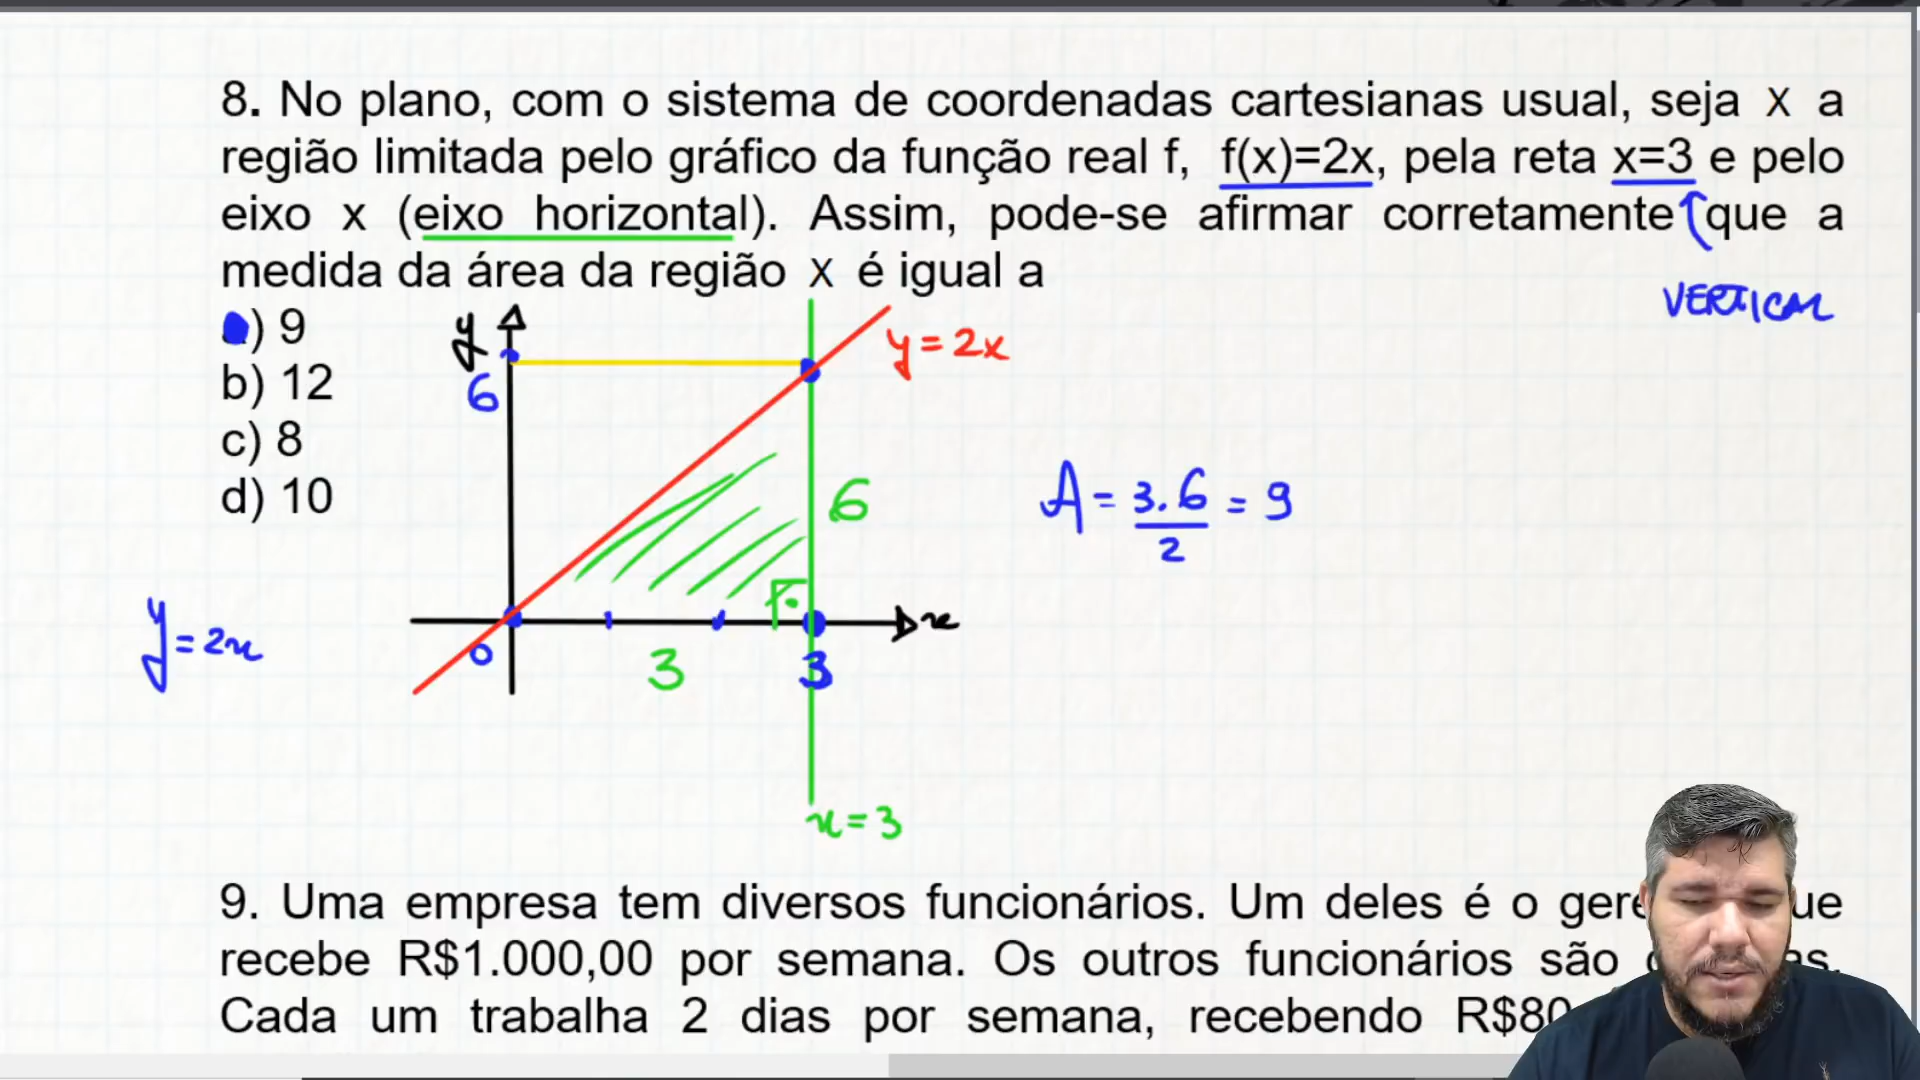 8. No plano, com o sistema de coordenadas cartesianas usual, seja X a
região limitada pelo gráfico da função real f, f(x)=2x, pela reta x=3 e pelo
eixo x (eixo horizontal). Assim, pode-se afirmar corretamente que a
medida da área da região X é igual a
VERTICAL
) 9
b) 12
c) 8
d) 10
y
6
y = 2x
6
A = 3.6 = 9
2
y = 2x
0
3
3
x
x = 3
9. Uma empresa tem diversos funcionários. Um deles é o
recebe R$1.000,00 por semana. Os outros funcionários são
Cada um trabalha 2 dias por semana, recebendo R$80